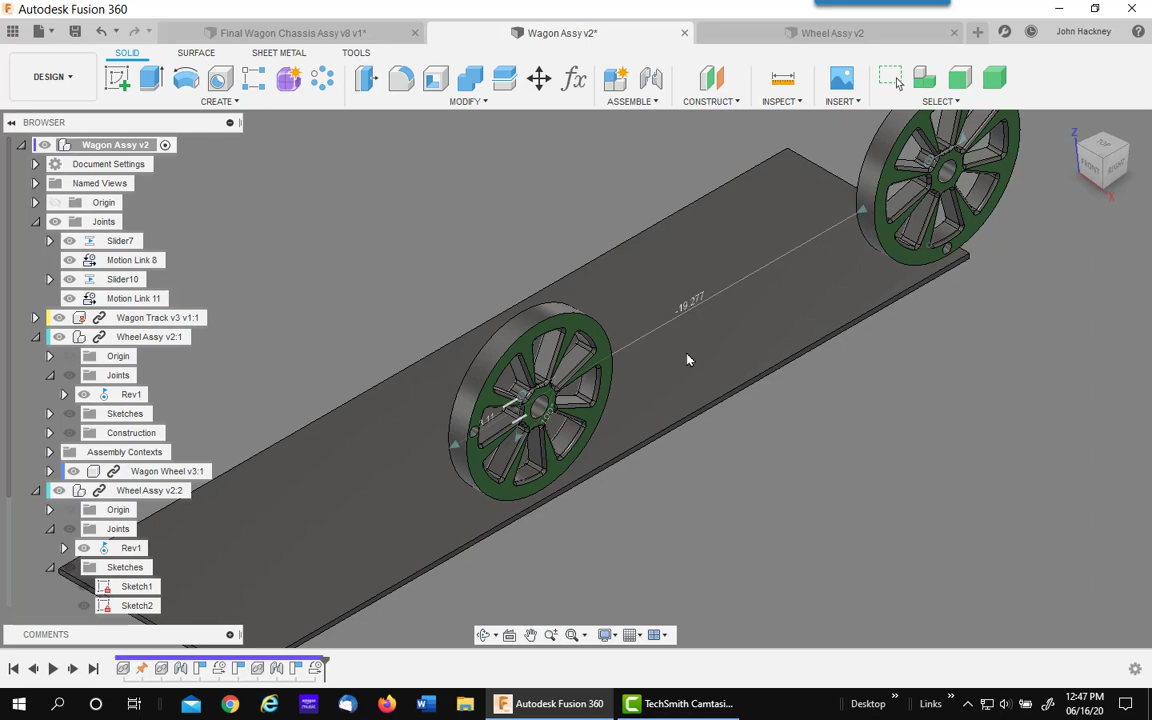 Autodesk Fusion 360
Final Wagon Chassis Assy v8 v1*
Wagon Assy v2*
Wheel Assy v2
John Hackney
DESIGN
SOLID
SURFACE
SHEET METAL
TOOLS
CREATE
MODIFY
ASSEMBLE
CONSTRUCT
INSPECT
INSERT
SELECT
BROWSER
Wagon Assy v2
Document Settings
Named Views
Origin
Joints
Slider7
Motion Link 8
Slider10
Motion Link 11
Wagon Track v3 v1:1
Wheel Assy v2:1
Origin
Joints
Rev1
Sketches
Construction
Assembly Contexts
Wagon Wheel v3:1
Wheel Assy v2:2
Origin
Joints
Rev1
Sketches
Sketch1
Sketch2
-19.277
Z
X
TOP
FRONT
RIGHT
COMMENTS
Autodesk Fusion 360
TechSmith Camtasi...
Desktop
Links
12:47 PM
06/16/20